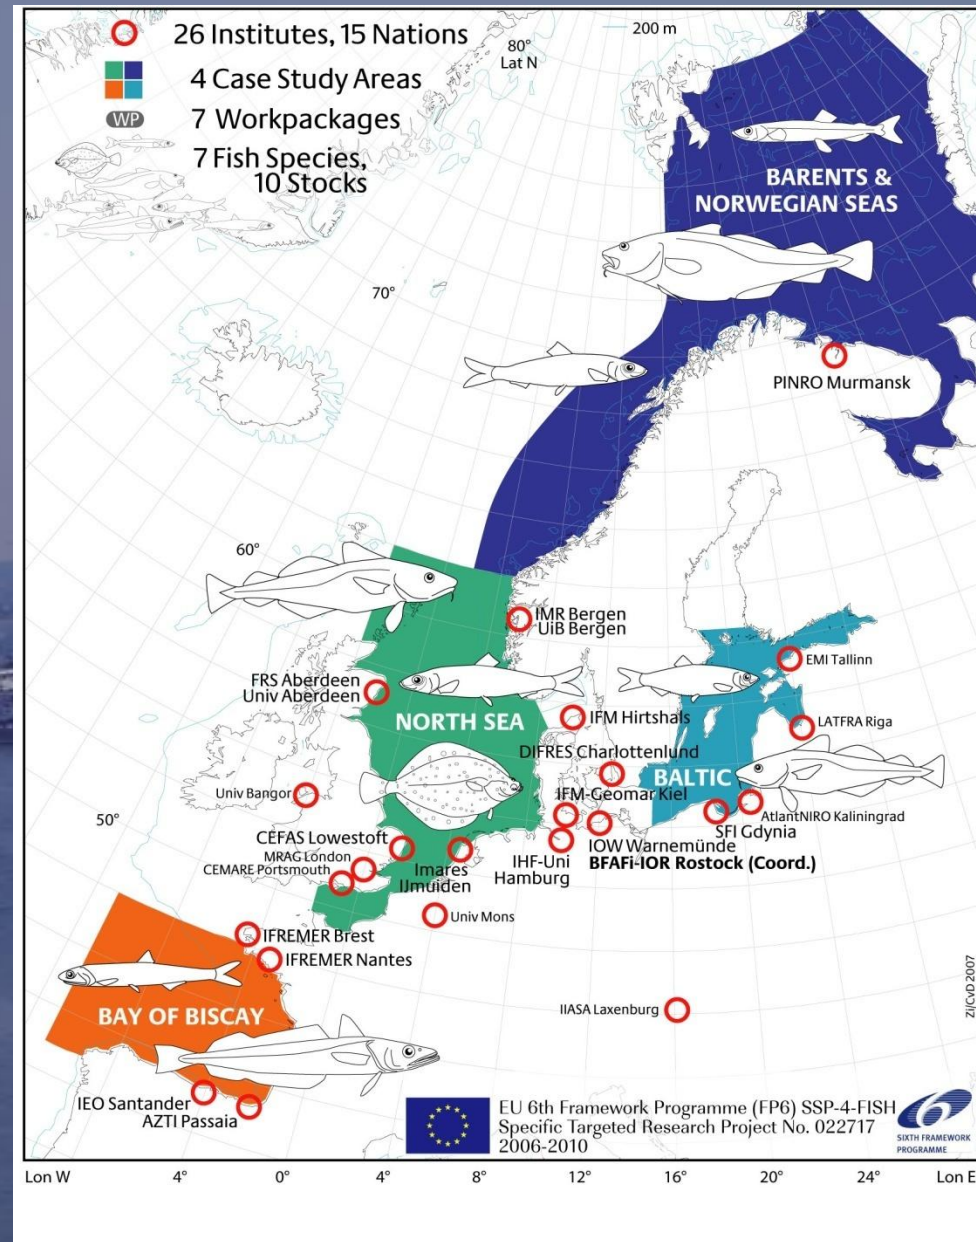 26 Institutes, 15 Nations
4 Case Study Areas
WP
7 Workpackages
7 Fish Species,
10 Stocks
80°
Lat N
200 m
BARENTS &
NORWEGIAN SEAS
70°
PINRO Murmansk
60°
IMR Bergen
UiB Bergen
EMI Tallinn
FRS Aberdeen
Univ Aberdeen
NORTH SEA
IFM Hirtshals
LATFRA Riga
DIFRES Charlottenlund
BALTIC
Univ Bangor
IFM-Geomar Kiel
AtlantNIRO Kaliningrad
50°
SFI Gdynia
CEFAS Lowestoft
IOW Warnemünde
MRAG London
CEMARE Portsmouth
Imares
IJmuiden
IHF-Uni
Hamburg
BFAFi-IOR Rostock (Coord.)
Univ Mons
IFREMER Brest
IFREMER Nantes
IIASA Laxenburg
ZI/CvD 2007
BAY OF BISCAY
IEO Santander
AZTI Passaia
EU 6th Framework Programme (FP6) SSP-4-FISH
Specific Targeted Research Project No. 022717
2006-2010
6
SIXTH FRAMEWORK
PROGRAMME
Lon W
4°
0°
4°
8°
12°
16°
20°
24°
Lon E